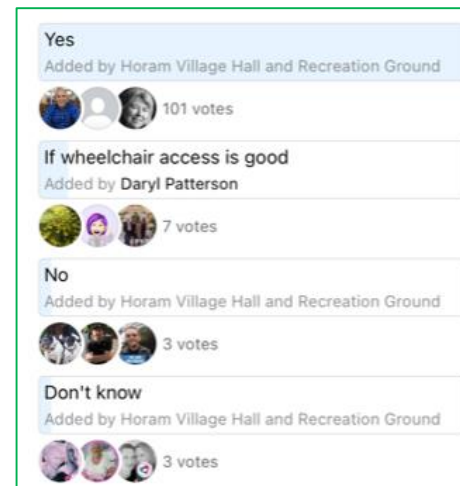 Yes
Added by Horam Village Hall and Recreation Ground
101 votes
If wheelchair access is good
Added by Daryl Patterson
7 votes
No
Added by Horam Village Hall and Recreation Ground
3 votes
Don't know
Added by Horam Village Hall and Recreation Ground
3 votes